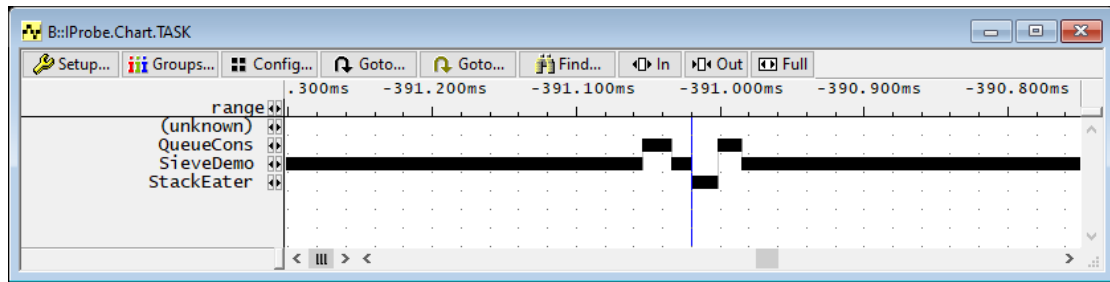 B::IProbe.Chart.TASK
Setup... Groups... Config... Goto... Goto... Find... In Out Full
.300ms -391.200ms -391.100ms -391.000ms -390.900ms -390.800ms
range
(unknown)
QueueCons
SieveDemo
StackEater